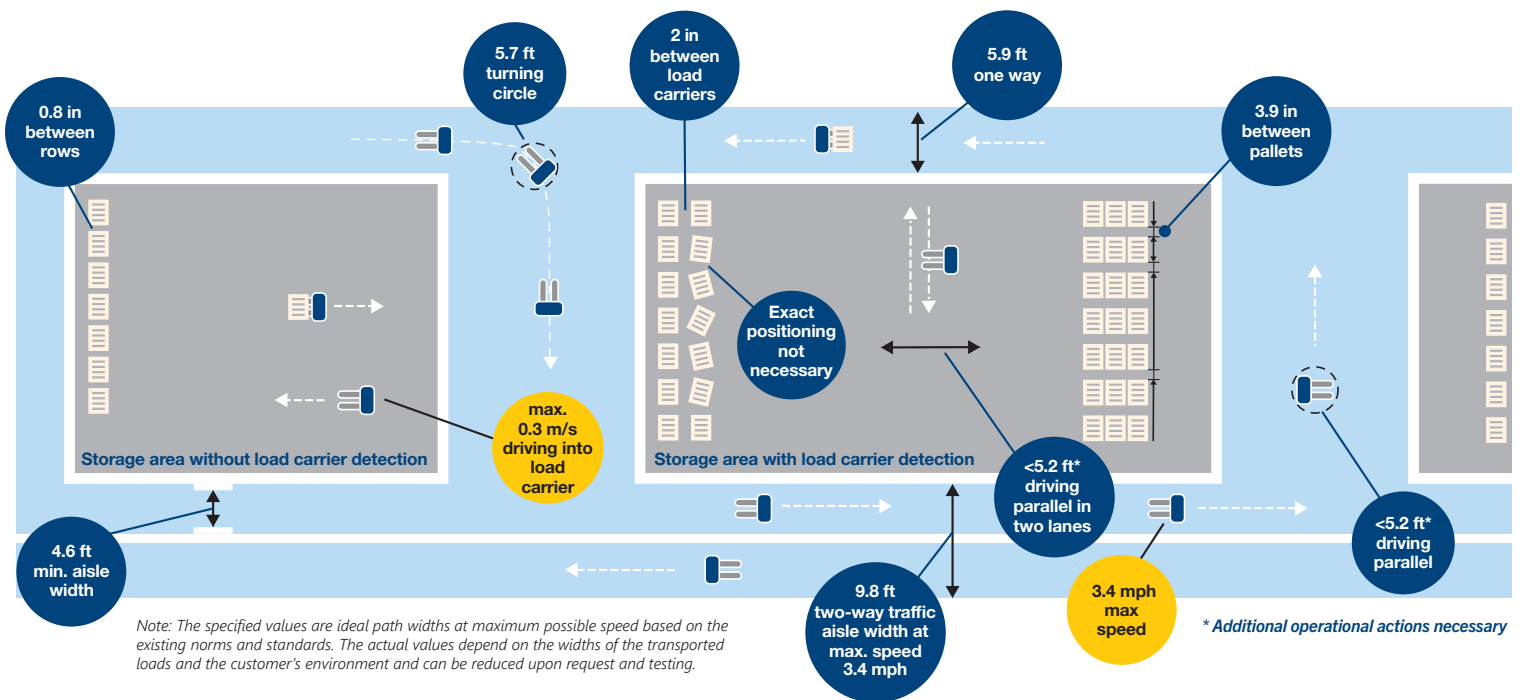 0.8 in
between
rows
5.7 ft
turning
circle
2 in
between
load
carriers
5.9 ft
one way
3.9 in
between
pallets
Exact
positioning
not
necessary
max.
0.3 m/s
driving into
load
carrier
Storage area without load carrier detection
Storage area with load carrier detection
<5.2 ft*
driving
parallel in
two lanes
<5.2 ft*
driving
parallel
4.6 ft
min. aisle
width
9.8 ft
two-way traffic
aisle width at
max. speed
3.4 mph
3.4 mph
max
speed
Note: The specified values are ideal path widths at maximum possible speed based on the
existing norms and standards. The actual values depend on the widths of the transported
loads and the customer’s environment and can be reduced upon request and testing.
* Additional operational actions necessary